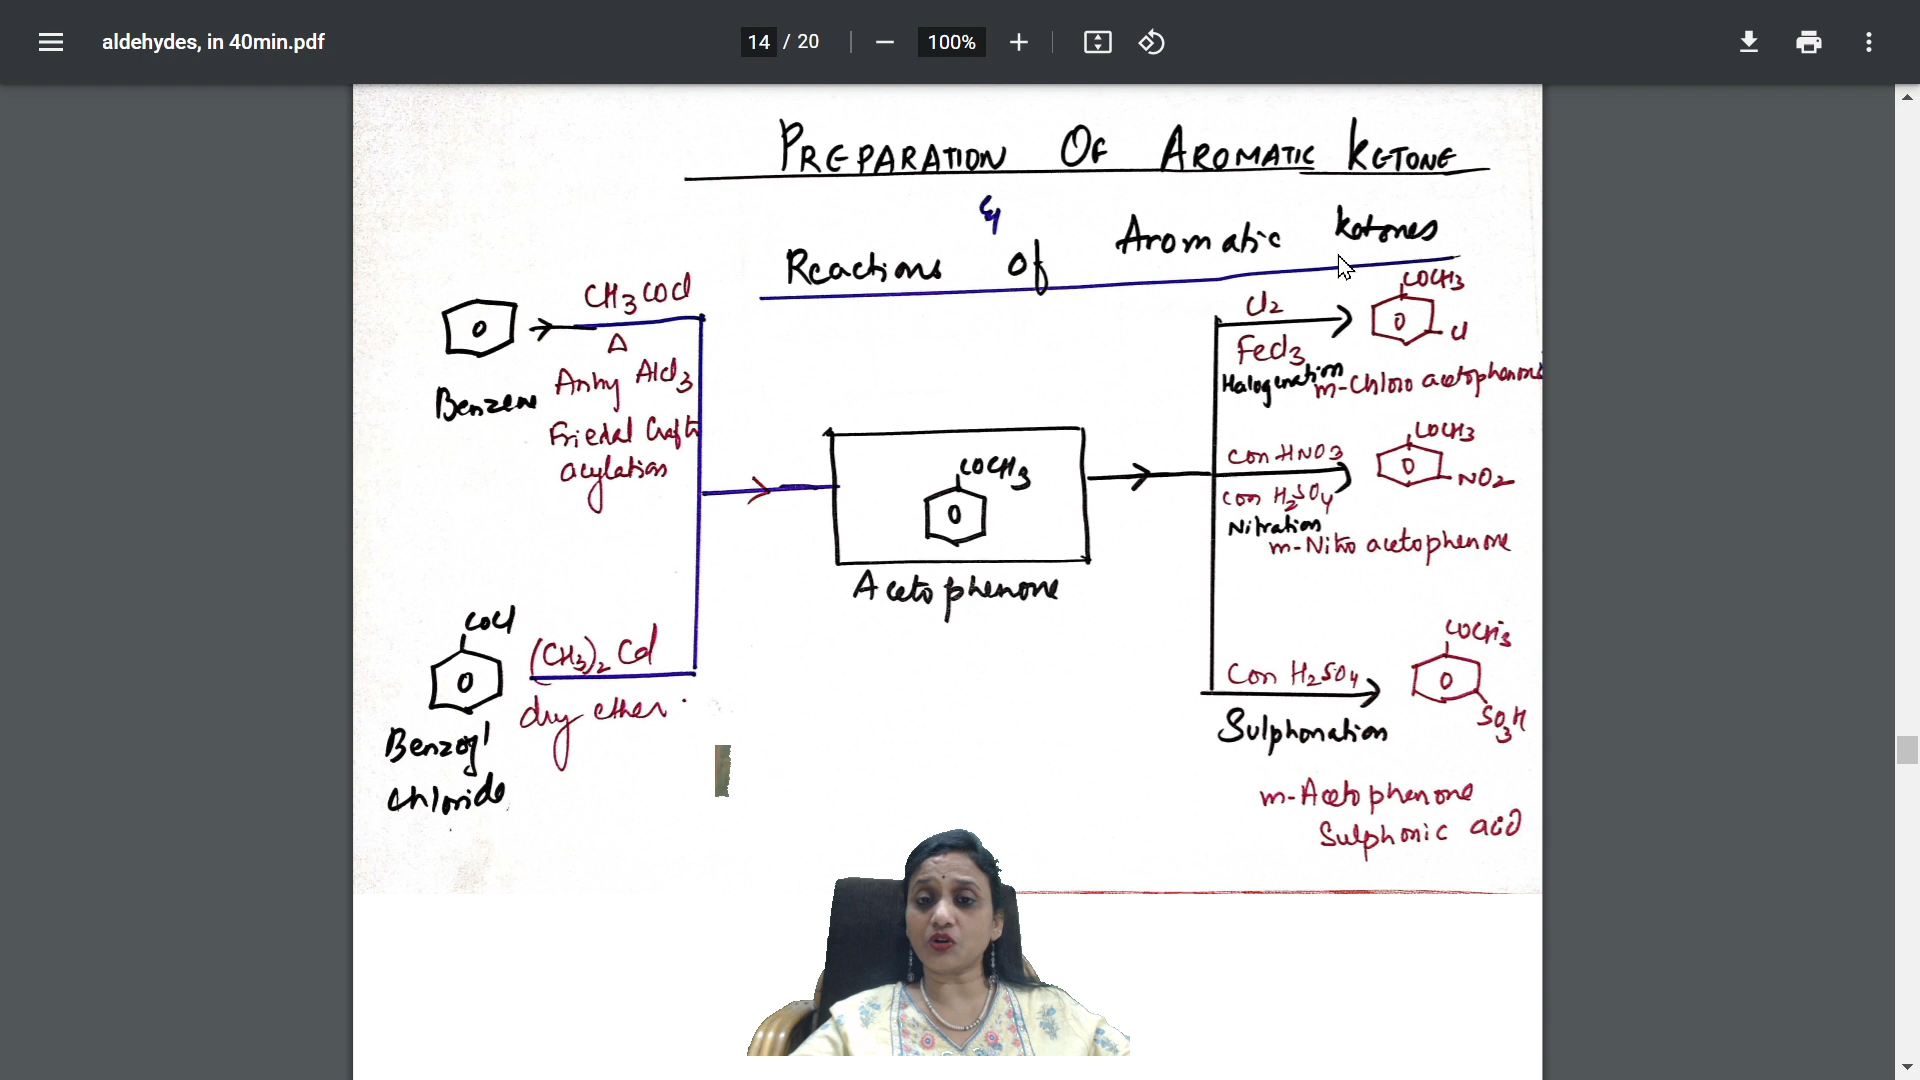 aldehydes, in 40min.pdf
14 / 20
100%
PREPARATION OF AROMATIC KETONE
&
Reactions of Aromatic Ketones
CH3COCl
Δ
Anhy AlCl3
Friedal Crafts
acylation
Benzene
COCl
(CH3)2 Cd
dry ether
Benzoyl
chloride
COCH3
Acetophenone
Cl2
FeCl3
Halogenation
COCH3
Cl
m-Chloro acetophenone
con HNO3
con H2SO4
Nitration
COCH3
NO2
m-Nitro acetophenone
Con H2SO4
Sulphonation
COCH3
SO3H
m-Acetophenone
Sulphonic acid